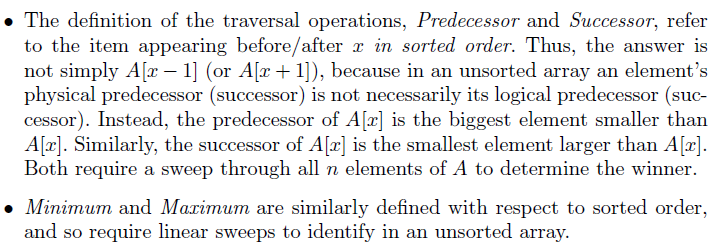 • The definition of the traversal operations, Predecessor and Successor, refer
to the item appearing before/after x in sorted order. Thus, the answer is
not simply A[x − 1] (or A[x + 1]), because in an unsorted array an element's
physical predecessor (successor) is not necessarily its logical predecessor (suc-
cessor). Instead, the predecessor of A[x] is the biggest element smaller than
A[x]. Similarly, the successor of A[x] is the smallest element larger than A[x].
Both require a sweep through all n elements of A to determine the winner.
• Minimum and Maximum are similarly defined with respect to sorted order,
and so require linear sweeps to identify in an unsorted array.